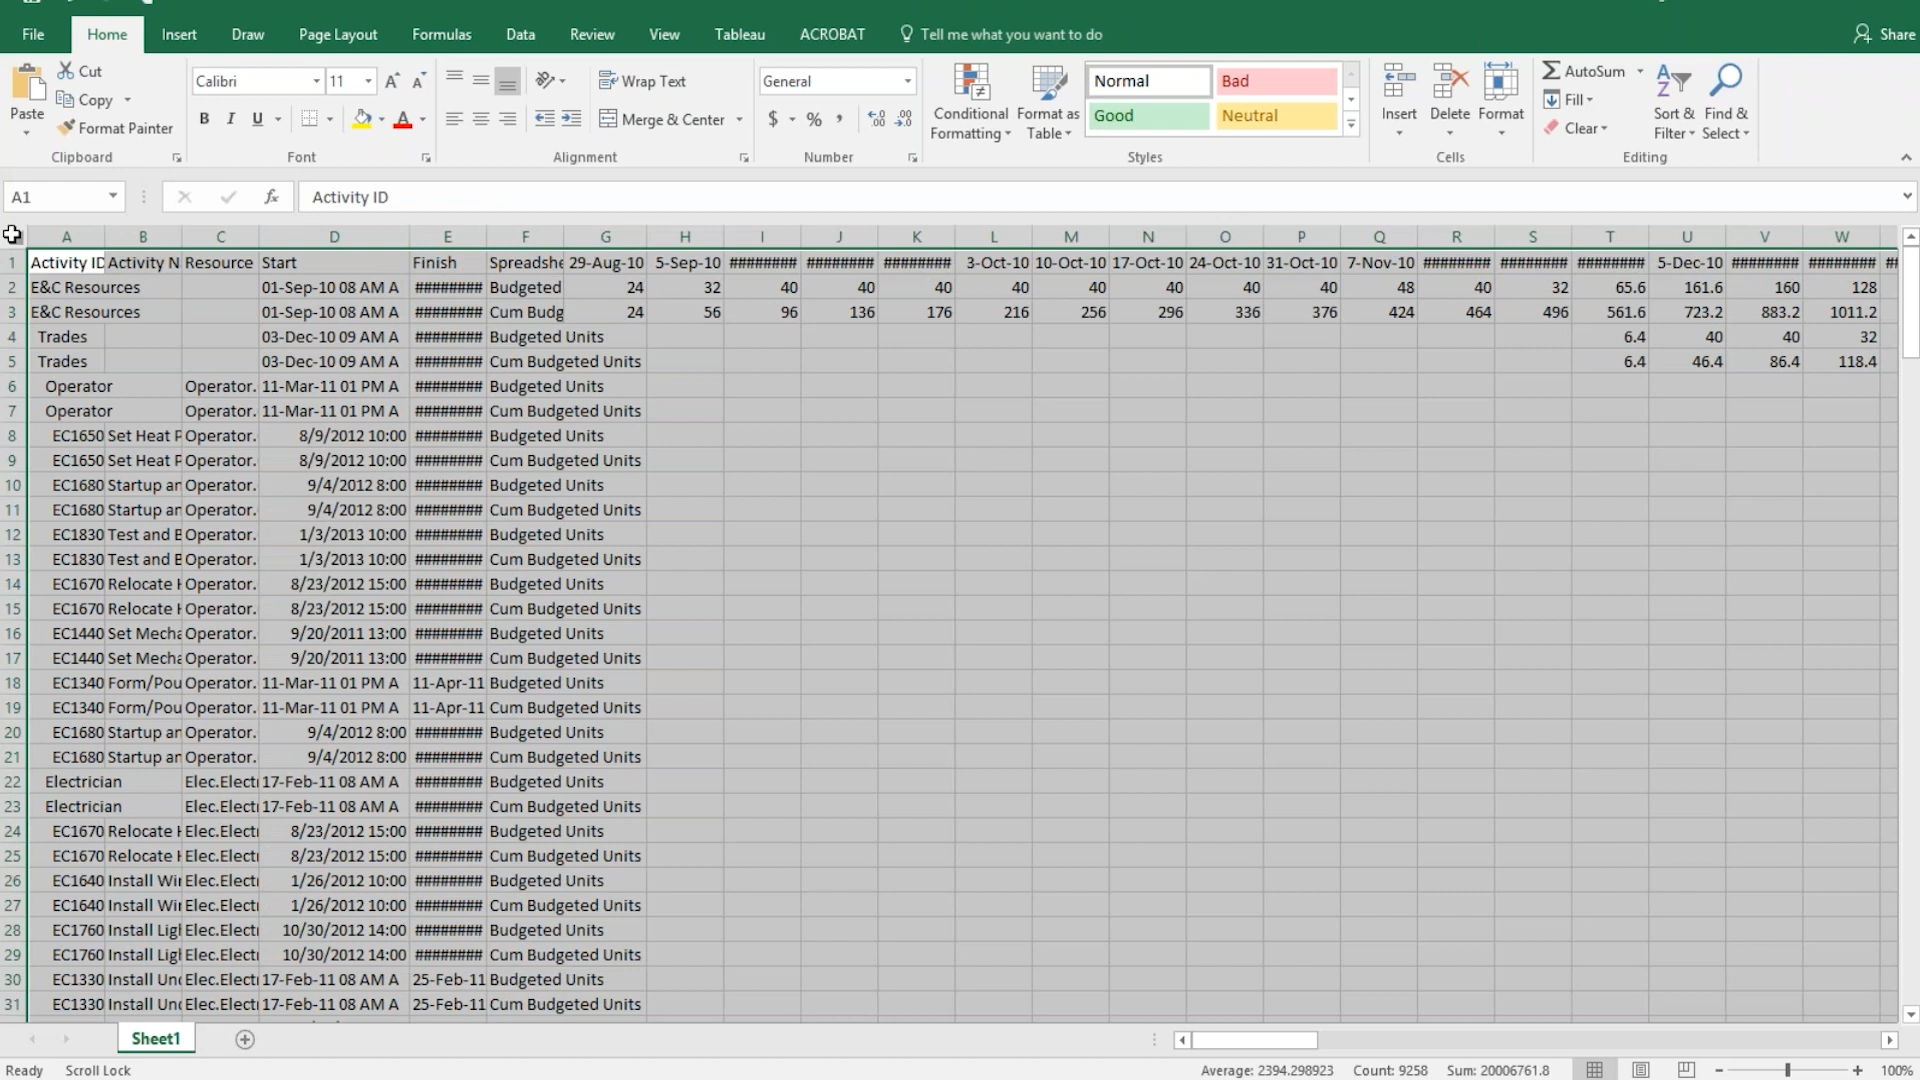 File Home Insert Draw Page Layout Formulas Data Review View Tableau ACROBAT Tell me what you want to do Share
Paste Cut Copy Format Painter Clipboard
Calibri 11 A A B I U A Font
Wrap Text Merge & Center Alignment
General $ % , Number
Conditional Formatting Format as Table Normal Bad Good Neutral Styles
Insert Delete Format Cells
AutoSum Fill Clear Sort & Filter Find & Select Editing
A1 fx Activity ID
A B C D E F G H I J K L M N O P Q R S T U V W
1 Activity ID Activity N Resource Start Finish Spreadshe 29-Aug-10 5-Sep-10 ######## ######## ######## 3-Oct-10 10-Oct-10 17-Oct-10 24-Oct-10 31-Oct-10 7-Nov-10 ######## ######## ######## 5-Dec-10 ######## ######## ##
2 E&C Resources 01-Sep-10 08 AM A ######## Budgeted 24 32 40 40 40 40 40 40 40 40 48 40 32 65.6 161.6 160 128
3 E&C Resources 01-Sep-10 08 AM A ######## Cum Budg 24 56 96 136 176 216 256 296 336 376 424 464 496 561.6 723.2 883.2 1011.2
4 Trades 03-Dec-10 09 AM A ######## Budgeted Units 6.4 40 40 32
5 Trades 03-Dec-10 09 AM A ######## Cum Budgeted Units 6.4 46.4 86.4 118.4
6 Operator Operator. 11-Mar-11 01 PM A ######## Budgeted Units
7 Operator Operator. 11-Mar-11 01 PM A ######## Cum Budgeted Units
8 EC1650 Set Heat P Operator. 8/9/2012 10:00 ######## Budgeted Units
9 EC1650 Set Heat P Operator. 8/9/2012 10:00 ######## Cum Budgeted Units
10 EC1680 Startup an Operator. 9/4/2012 8:00 ######## Budgeted Units
11 EC1680 Startup an Operator. 9/4/2012 8:00 ######## Cum Budgeted Units
12 EC1830 Test and B Operator. 1/3/2013 10:00 ######## Budgeted Units
13 EC1830 Test and B Operator. 1/3/2013 10:00 ######## Cum Budgeted Units
14 EC1670 Relocate H Operator. 8/23/2012 15:00 ######## Budgeted Units
15 EC1670 Relocate H Operator. 8/23/2012 15:00 ######## Cum Budgeted Units
16 EC1440 Set Mecha Operator. 9/20/2011 13:00 ######## Budgeted Units
17 EC1440 Set Mecha Operator. 9/20/2011 13:00 ######## Cum Budgeted Units
18 EC1340 Form/Pou Operator. 11-Mar-11 01 PM A 11-Apr-11 Budgeted Units
19 EC1340 Form/Pou Operator. 11-Mar-11 01 PM A 11-Apr-11 Cum Budgeted Units
20 EC1680 Startup an Operator. 9/4/2012 8:00 ######## Budgeted Units
21 EC1680 Startup an Operator. 9/4/2012 8:00 ######## Cum Budgeted Units
22 Electrician Elec.Electr 17-Feb-11 08 AM A ######## Budgeted Units
23 Electrician Elec.Electr 17-Feb-11 08 AM A ######## Cum Budgeted Units
24 EC1670 Relocate H Elec.Electr 8/23/2012 15:00 ######## Budgeted Units
25 EC1670 Relocate H Elec.Electr 8/23/2012 15:00 ######## Cum Budgeted Units
26 EC1640 Install Wir Elec.Electr 1/26/2012 10:00 ######## Budgeted Units
27 EC1640 Install Wir Elec.Electr 1/26/2012 10:00 ######## Cum Budgeted Units
28 EC1760 Install Ligh Elec.Electr 10/30/2012 14:00 ######## Budgeted Units
29 EC1760 Install Ligh Elec.Electr 10/30/2012 14:00 ######## Cum Budgeted Units
30 EC1330 Install Und Elec.Electr 17-Feb-11 08 AM A 25-Feb-11 Budgeted Units
31 EC1330 Install Und Elec.Electr 17-Feb-11 08 AM A 25-Feb-11 Cum Budgeted Units
Sheet1
Ready Scroll Lock Average: 2394.298923 Count: 9258 Sum: 20006761.8 100%